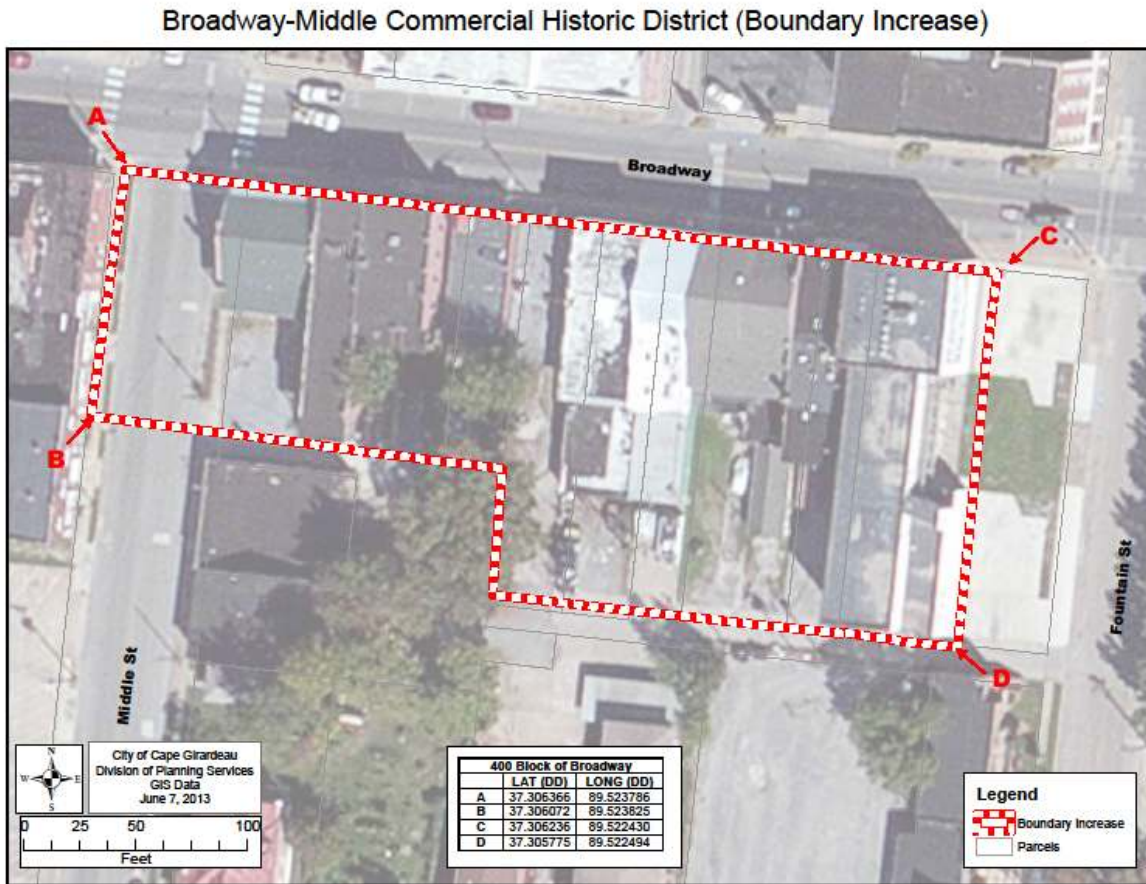 Broadway-Middle Commercial Historic District (Boundary Increase)
A
Broadway
C
B
Fountain St
D
Middle St
N
W E
S
City of Cape Girardeau
Division of Planning Services
GIS Data
June 7, 2013
0 25 50 100
Feet
400 Block of Broadway
LAT (DD) LONG (DD)
A 37.306366 89.523786
B 37.306072 89.523825
C 37.306236 89.522430
D 37.305775 89.522494
Legend
Boundary Increase
Parcels